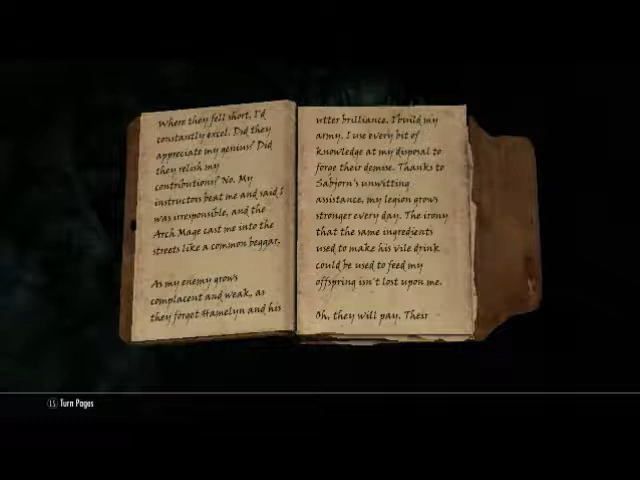 Where they fell short, I'd
constantly excel. Did they
appreciate my genius? Did
they relish my
contributions? No. My
instructors beat me and said I
was irresponsible, and the
Arch Mage cast me into the
streets like a common beggar.
As my enemy grows
complacent and weak, as
they forget Hamelyn and his
utter brilliance, I build my
army. I use every bit of
knowledge at my disposal to
forge their demise. Thanks to
Sabjorn's unwitting
assistance, my legion grows
stronger every day. The irony
that the same ingredients
used to make his vile drink
could be used to feed my
offspring isn't lost upon me.
Oh, they will pay. Their
LS Turn Pages